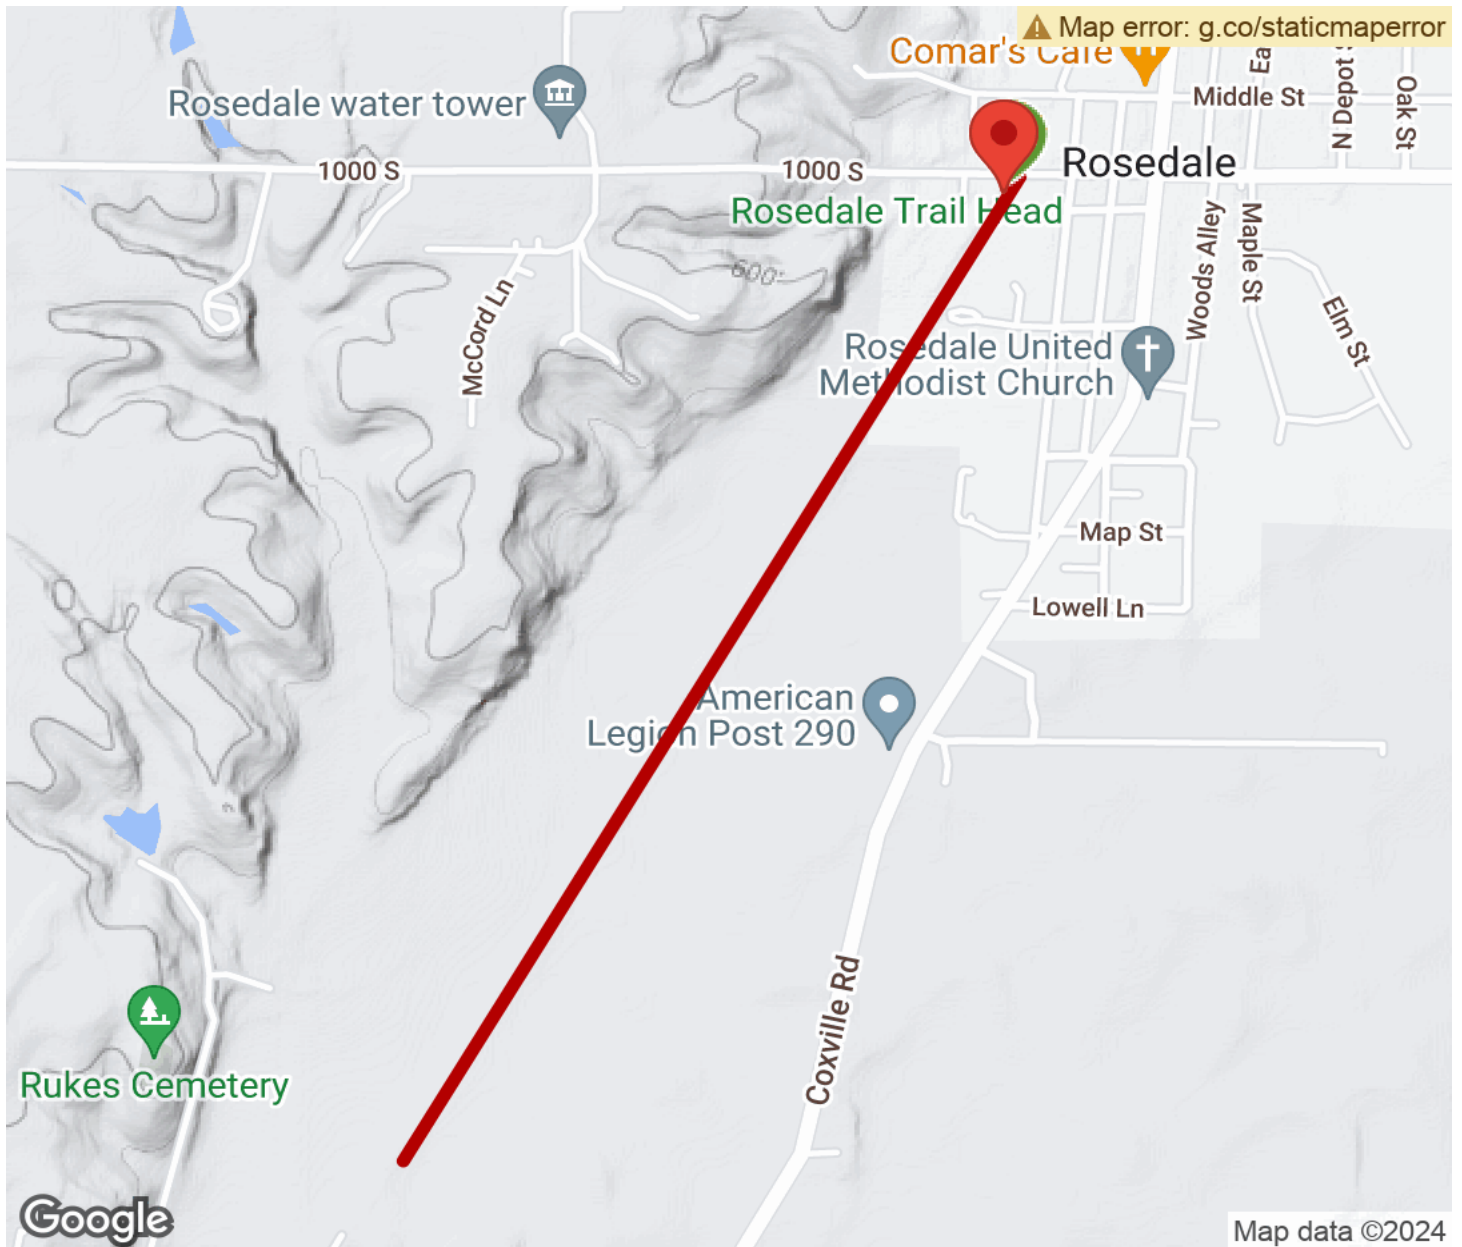 Map error: g.co/staticmaperror
Comar's Cafe
Rosedale water tower
Middle St
N Depot
Oak St
1000 S
1000 S
Rosedale
Rosedale Trail Head
600'
McCord Ln
Woods Alley
Maple St
Elm St
Rosedale United
Methodist Church
Map St
Lowell Ln
American
Legion Post 290
Coxville Rd
Rukes Cemetery
Google
Map data ©2024